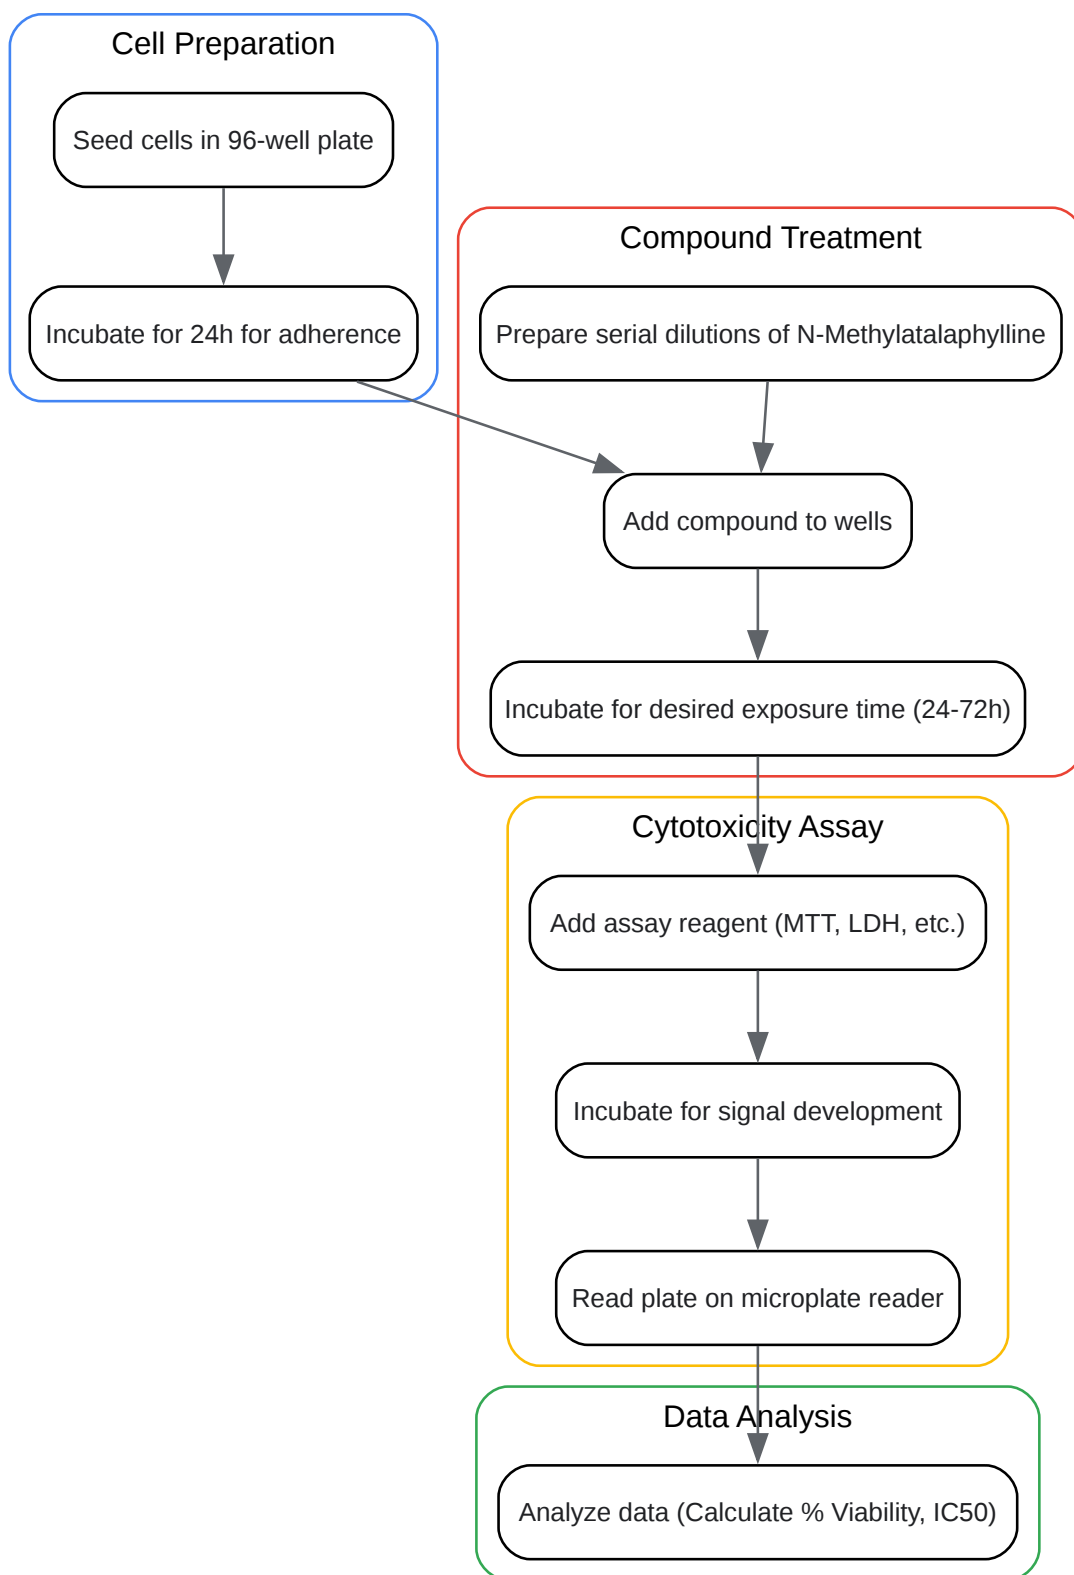 Cell Preparation
Seed cells in 96-well plate
Incubate for 24h for adherence
Compound Treatment
Prepare serial dilutions of N-Methylatalaphylline
Add compound to wells
Incubate for desired exposure time (24-72h)
Cytotoxicity Assay
Add assay reagent (MTT, LDH, etc.)
Incubate for signal development
Read plate on microplate reader
Data Analysis
Analyze data (Calculate % Viability, IC50)